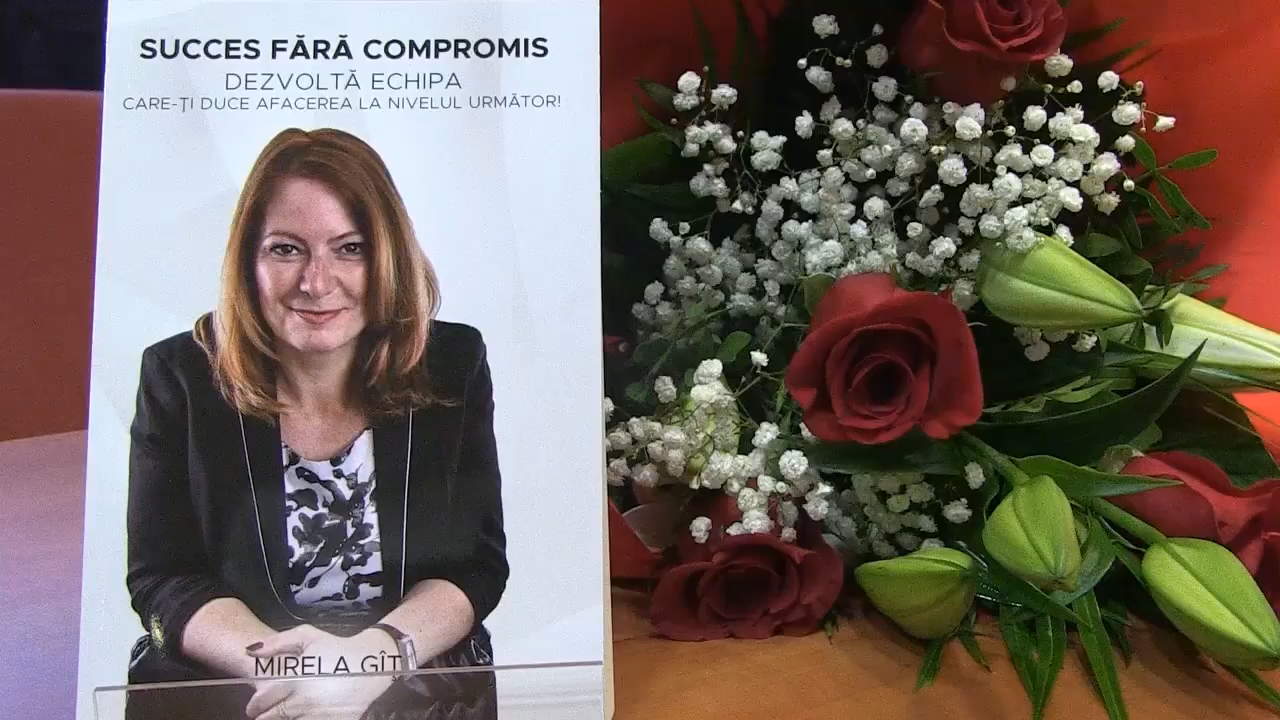 SUCCES FĂRĂ COMPROMIS
DEZVOLTĂ ECHIPA
CARE-ȚI DUCE AFACEREA LA NIVELUL URMĂTOR!
MIRELA